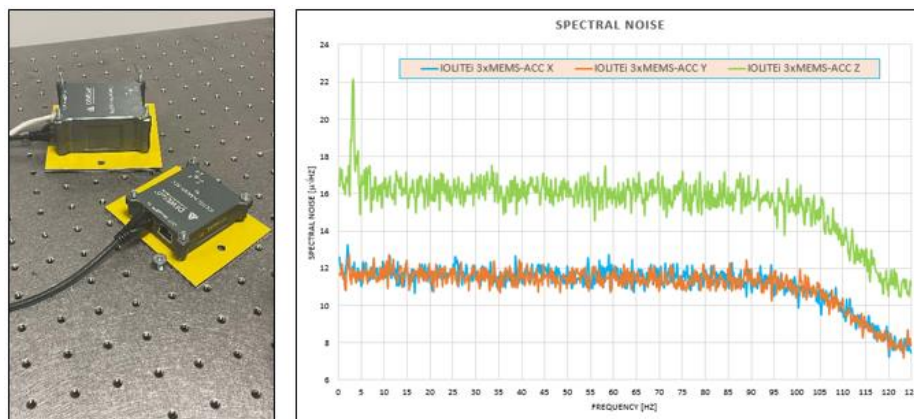 SPECTRAL NOISE
IOLITEi 3xMEMS-ACC X
IOLITEi 3xMEMS-ACC Y
IOLITEi 3xMEMS-ACC Z
SPECTRAL NOISE
24
22
20
18
16
14
12
10
8
6
0 5 10 15 20 25 30 35 40 45 50 55 60 65 70 75 80 85 90 95 100 105 110 115 120 125
FREQUENCY [HZ]